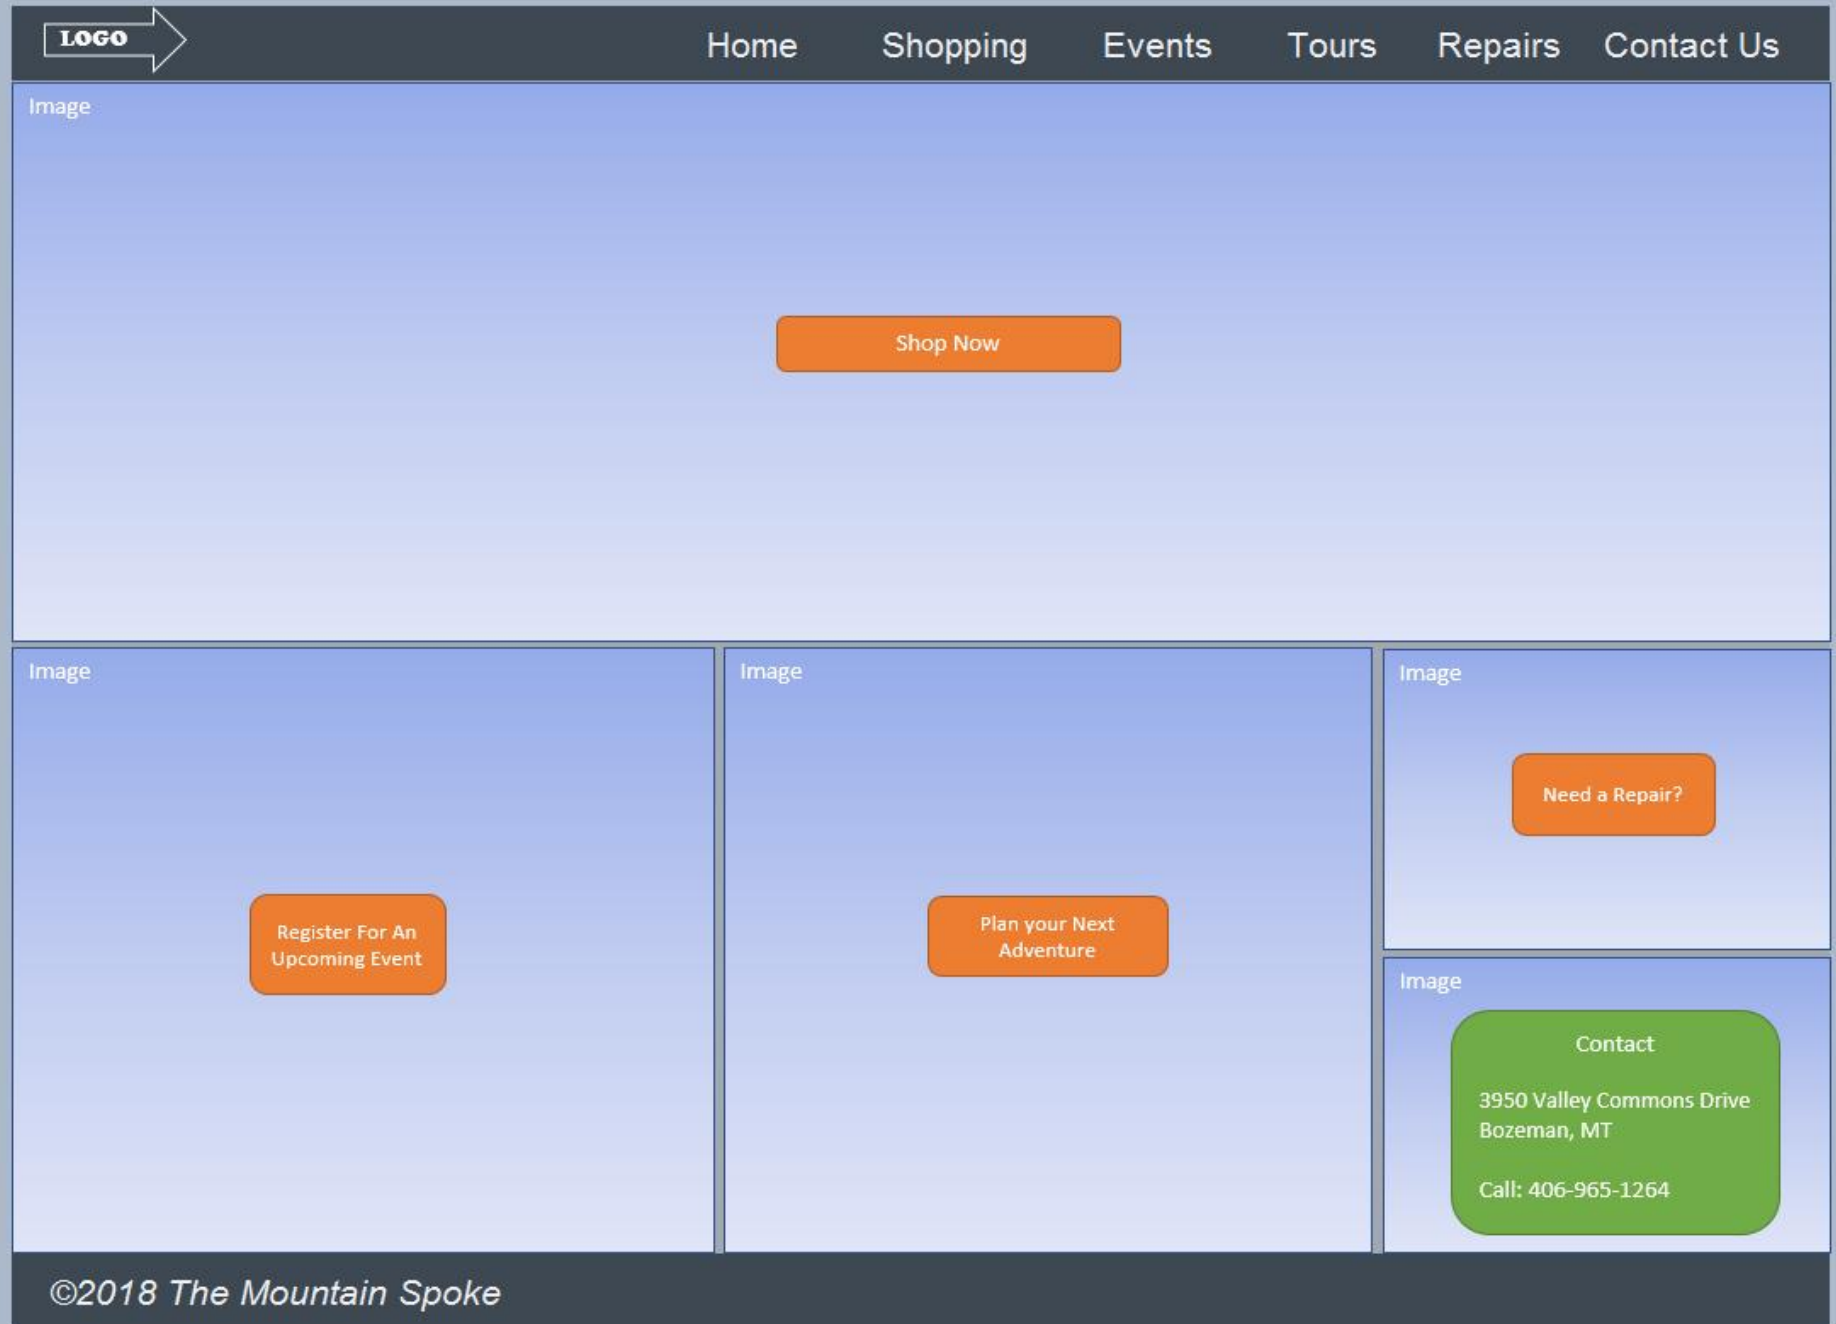 LOGO
Home Shopping Events Tours Repairs Contact Us
Image
Shop Now
Image
Register For An
Upcoming Event
Image
Plan your Next
Adventure
Image
Need a Repair?
Image
Contact
3950 Valley Commons Drive
Bozeman, MT
Call: 406-965-1264
©2018 The Mountain Spoke